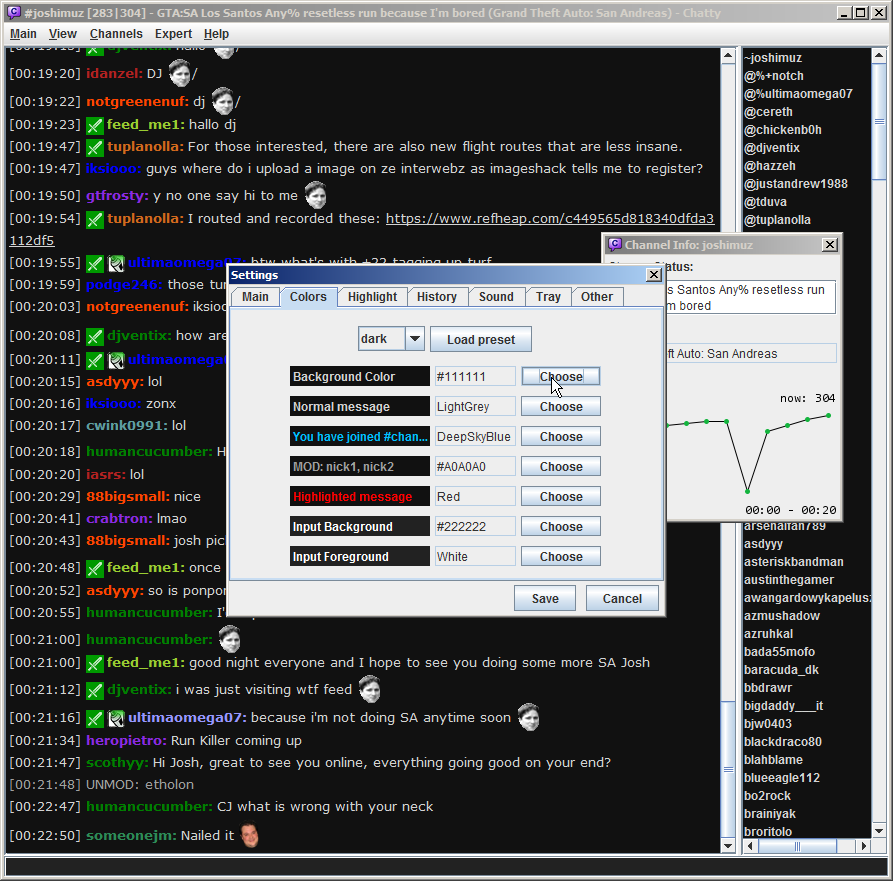 #joshimuz [283|304] - GTA:SA Los Santos Any% resetless run because I'm bored (Grand Theft Auto: San Andreas) - Chatty
Main View Channels Expert Help
[00:19:20] idanzel: DJ /
[00:19:22] notgreenenuf: dj /
[00:19:23] feed_me1: hallo dj
[00:19:47] tuplanolla: For those interested, there are also new flight routes that are less insane.
[00:19:47] iksiooo: guys where do i upload a image on ze interwebz as imageshack tells me to register?
[00:19:50] gtfrosty: y no one say hi to me
[00:19:54] tuplanolla: I routed and recorded these: https://www.refheap.com/c449565d818340dfda3
112df5
[00:19:55] ultimaomega07: btw what's with +22 tagging up turf
[00:19:59] podge246: those tur
[00:20:03] notgreenenuf: iksioo
[00:20:08] djventix: how are
[00:20:11] ultimaomega
[00:20:15] asdyyy: lol
[00:20:16] iksiooo: zonx
[00:20:17] cwink0991: lol
[00:20:18] humancucumber: H
[00:20:20] iasrs: lol
[00:20:29] 88bigsmall: nice
[00:20:41] crabtron: lmao
[00:20:43] 88bigsmall: josh pic
[00:20:48] feed_me1: once
[00:20:52] asdyyy: so is ponpor
[00:20:55] humancucumber: I'
[00:21:00] humancucumber:
[00:21:00] feed_me1: good night everyone and I hope to see you doing some more SA Josh
[00:21:12] djventix: i was just visiting wtf feed
[00:21:16] ultimaomega07: because i'm not doing SA anytime soon
[00:21:34] heropietro: Run Killer coming up
[00:21:47] scothyy: Hi Josh, great to see you online, everything going good on your end?
[00:21:48] UNMOD: etholon
[00:22:47] humancucumber: CJ what is wrong with your neck
[00:22:50] someonejm: Nailed it
Settings
Main Colors Highlight History Sound Tray Other
dark Load preset
Background Color #111111 Choose
Normal message LightGrey Choose
You have joined #chan... DeepSkyBlue Choose
MOD: nick1, nick2 #A0A0A0 Choose
Highlighted message Red Choose
Input Background #222222 Choose
Input Foreground White Choose
Save Cancel
Channel Info: joshimuz
Status:
s Santos Any% resetless run
m bored
ft Auto: San Andreas
now: 304
00:00 - 00:20
~joshimuz
@%+notch
@%ultimaomega07
@cereth
@chickenb0h
@djventix
@hazzeh
@justandrew1988
@tduva
@tuplanolla
arsenalfan789
asdyyy
asteriskbandman
austinthegamer
awangardowykapelus
azmushadow
azruhkal
bada55mofo
baracuda_dk
bbdrawr
bigdaddy___it
bjw0403
blackdraco80
blahblame
blueeagle112
bo2rock
brainiyak
broritolo